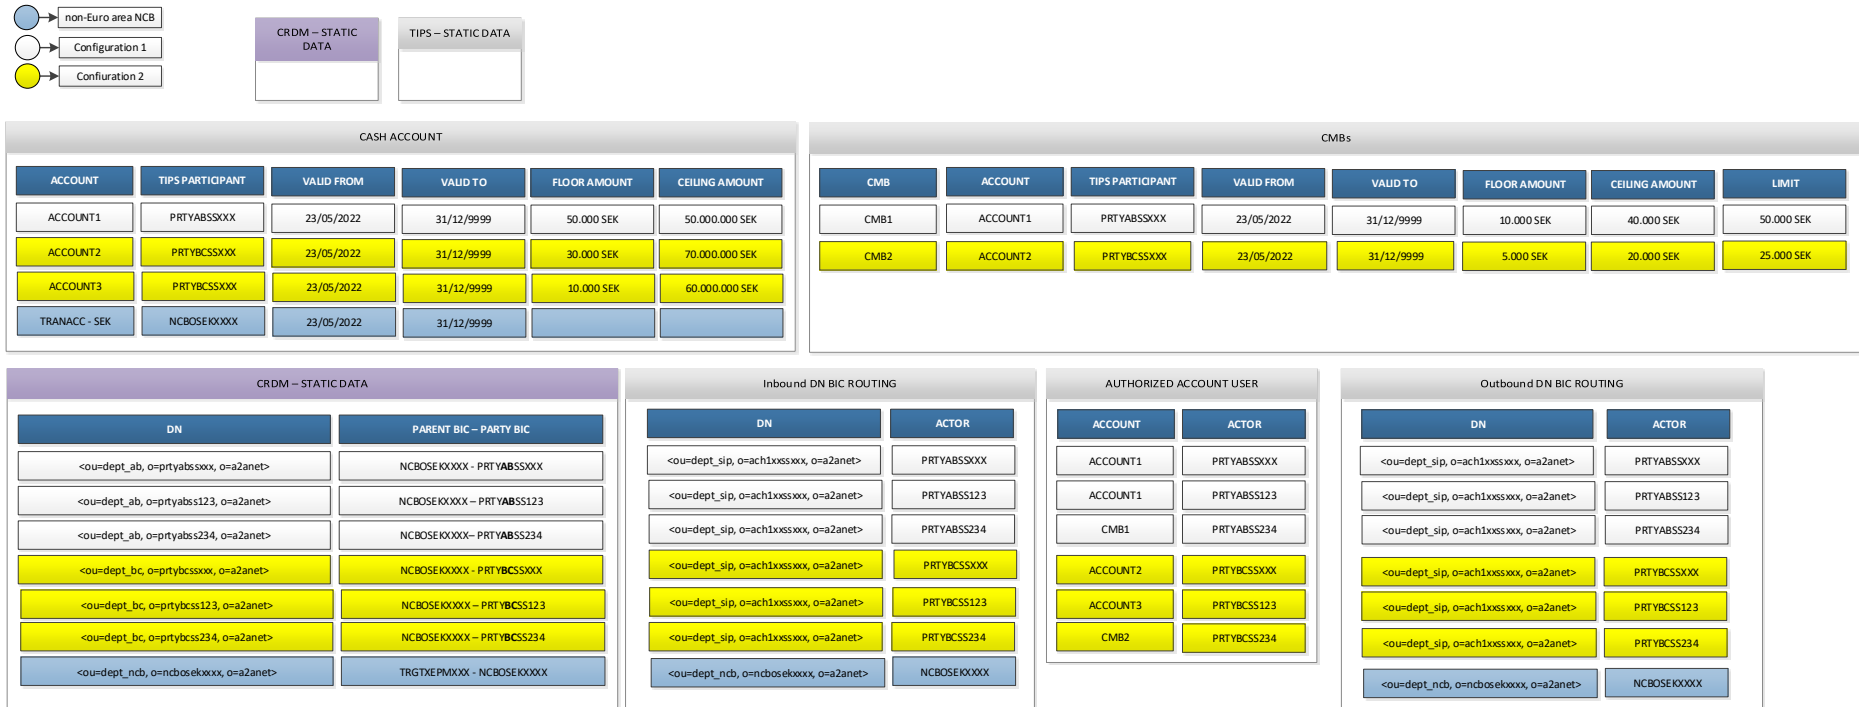 non-Euro area NCB
Configuration 1
Confiuration 2
CRDM – STATIC
DATA
TIPS – STATIC DATA
CASH ACCOUNT
ACCOUNT TIPS PARTICIPANT VALID FROM VALID TO FLOOR AMOUNT CEILING AMOUNT
ACCOUNT1 PRTYABSSXXX 23/05/2022 31/12/9999 50.000 SEK 50.000.000 SEK
ACCOUNT2 PRTYBCSSXXX 23/05/2022 31/12/9999 30.000 SEK 70.000.000 SEK
ACCOUNT3 PRTYBCSSXXX 23/05/2022 31/12/9999 10.000 SEK 60.000.000 SEK
TRANACC - SEK NCBOSEKXXXX 23/05/2022 31/12/9999
CMBs
CMB ACCOUNT TIPS PARTICIPANT VALID FROM VALID TO FLOOR AMOUNT CEILING AMOUNT LIMIT
CMB1 ACCOUNT1 PRTYABSSXXX 23/05/2022 31/12/9999 10.000 SEK 40.000 SEK 50.000 SEK
CMB2 ACCOUNT2 PRTYBCSSXXX 23/05/2022 31/12/9999 5.000 SEK 20.000 SEK 25.000 SEK
CRDM – STATIC DATA
DN PARENT BIC – PARTY BIC
<ou=dept_ab, o=prtyabssxxx, o=a2anet> NCBOSEKXXXX - PRTYABSSXXX
<ou=dept_ab, o=prtyabss123, o=a2anet> NCBOSEKXXXX – PRTYABSS123
<ou=dept_ab, o=prtyabss234, o=a2anet> NCBOSEKXXXX– PRTYABSS234
<ou=dept_bc, o=prtybcssxxx, o=a2anet> NCBOSEKXXXX - PRTYBCSSXXX
<ou=dept_bc, o=prtybcss123, o=a2anet> NCBOSEKXXXX – PRTYBCSS123
<ou=dept_bc, o=prtybcss234, o=a2anet> NCBOSEKXXXX – PRTYBCSS234
<ou=dept_ncb, o=ncbosekxxxx, o=a2anet> TRGTXEPMXXX - NCBOSEKXXXX
Inbound DN BIC ROUTING
DN ACTOR
<ou=dept_sip, o=ach1xxssxxx, o=a2anet> PRTYABSSXXX
<ou=dept_sip, o=ach1xxssxxx, o=a2anet> PRTYABSS123
<ou=dept_sip, o=ach1xxssxxx, o=a2anet> PRTYABSS234
<ou=dept_sip, o=ach1xxssxxx, o=a2anet> PRTYBCSSXXX
<ou=dept_sip, o=ach1xxssxxx, o=a2anet> PRTYBCSS123
<ou=dept_sip, o=ach1xxssxxx, o=a2anet> PRTYBCSS234
<ou=dept_ncb, o=ncbosekxxxx, o=a2anet> NCBOSEKXXXX
AUTHORIZED ACCOUNT USER
ACCOUNT ACTOR
ACCOUNT1 PRTYABSSXXX
ACCOUNT1 PRTYABSS123
CMB1 PRTYABSS234
ACCOUNT2 PRTYBCSSXXX
ACCOUNT3 PRTYBCSS123
CMB2 PRTYBCSS234
Outbound DN BIC ROUTING
DN ACTOR
<ou=dept_sip, o=ach1xxssxxx, o=a2anet> PRTYABSSXXX
<ou=dept_sip, o=ach1xxssxxx, o=a2anet> PRTYABSS123
<ou=dept_sip, o=ach1xxssxxx, o=a2anet> PRTYABSS234
<ou=dept_sip, o=ach1xxssxxx, o=a2anet> PRTYBCSSXXX
<ou=dept_sip, o=ach1xxssxxx, o=a2anet> PRTYBCSS123
<ou=dept_sip, o=ach1xxssxxx, o=a2anet> PRTYBCSS234
<ou=dept_ncb, o=ncbosekxxxx, o=a2anet> NCBOSEKXXXX